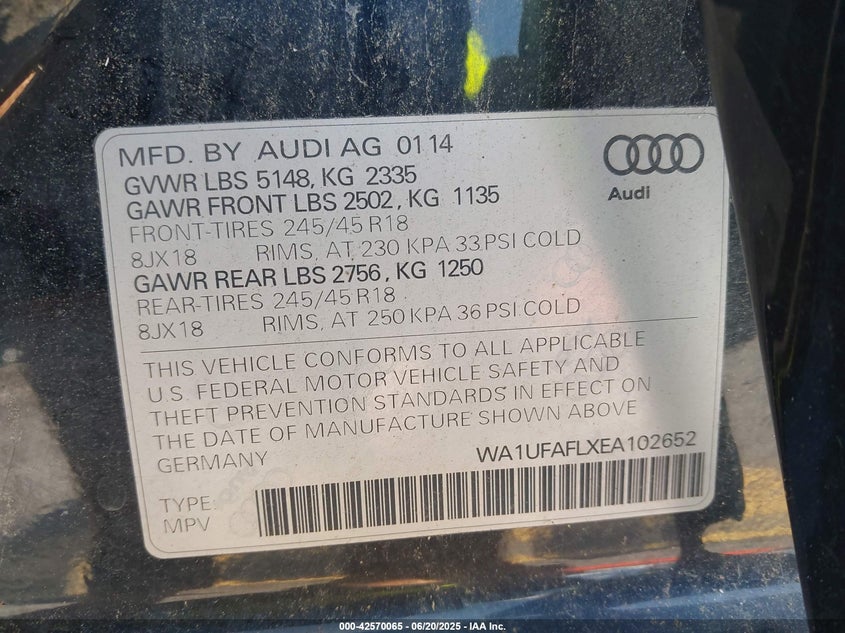 MFD. BY AUDI AG 01 14
GVWR LBS 5148, KG 2335
GAWR FRONT LBS 2502, KG 1135
FRONT-TIRES 245/45 R18
8JX18 RIMS, AT 230 KPA 33 PSI COLD
GAWR REAR LBS 2756, KG 1250
REAR-TIRES 245/45 R18
8JX18 RIMS, AT 250 KPA 36 PSI COLD
Audi
THIS VEHICLE CONFORMS TO ALL APPLICABLE
U.S. FEDERAL MOTOR VEHICLE SAFETY AND
THEFT PREVENTION STANDARDS IN EFFECT ON
THE DATE OF MANUFACTURE SHOWN ABOVE
GERMANY WA1UFAFLXEA102652
TYPE:
MPV
000-42570065 - 06/20/2025 - IAA Inc.